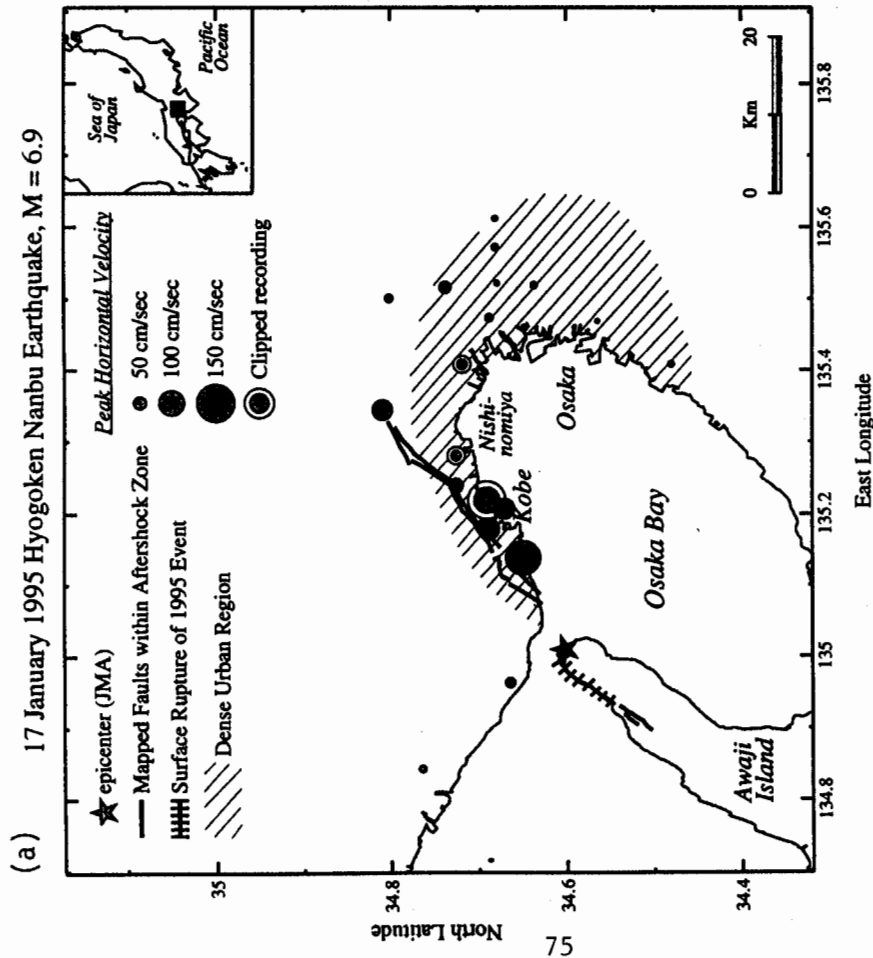 (a)
17 January 1995 Hyogoken Nanbu Earthquake, M = 6.9
epicenter (JMA)
Mapped Faults within Aftershock Zone
Surface Rupture of 1995 Event
Dense Urban Region
Peak Horizontal Velocity
50 cm/sec
100 cm/sec
150 cm/sec
Clipped recording
Sea of
Japan
Pacific
Ocean
Nishi-
nomiya
Kobe
Osaka
Osaka Bay
Awaji
Island
0 Km 20
35
34.8
34.6
34.4
North Latitude
134.8
135
135.2
135.4
135.6
135.8
East Longitude
75